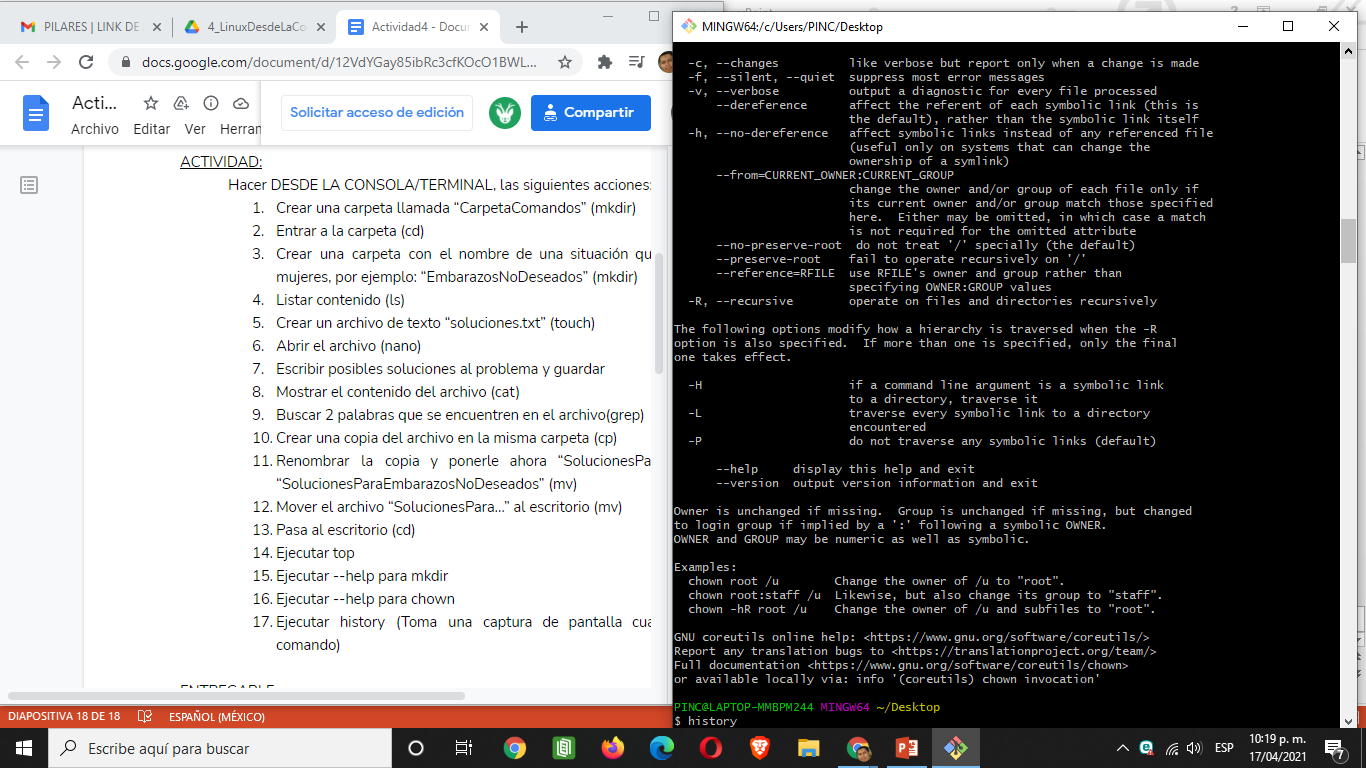 PILARES | LINK DE
4_LinuxDesdeLaCo
Actividad4 - Docun
docs.google.com/document/d/12VdYGay85ibRc3cfKOcO1BWL...
Acti...
Archivo Editar Ver Herran
Solicitar acceso de edición
Compartir
ACTIVIDAD:
Hacer DESDE LA CONSOLA/TERMINAL, las siguientes acciones:
1. Crear una carpeta llamada “CarpetaComandos” (mkdir)
2. Entrar a la carpeta (cd)
3. Crear una carpeta con el nombre de una situación qu
mujeres, por ejemplo: “EmbarazosNoDeseados” (mkdir)
4. Listar contenido (ls)
5. Crear un archivo de texto “soluciones.txt” (touch)
6. Abrir el archivo (nano)
7. Escribir posibles soluciones al problema y guardar
8. Mostrar el contenido del archivo (cat)
9. Buscar 2 palabras que se encuentren en el archivo(grep)
10. Crear una copia del archivo en la misma carpeta (cp)
11. Renombrar la copia y ponerle ahora “SolucionesPa
“SolucionesParaEmbarazosNoDeseados” (mv)
12. Mover el archivo “SolucionesPara...” al escritorio (mv)
13. Pasa al escritorio (cd)
14. Ejecutar top
15. Ejecutar --help para mkdir
16. Ejecutar --help para chown
17. Ejecutar history (Toma una captura de pantalla cua
comando)
DIAPOSITIVA 18 DE 18 ESPAÑOL (MÉXICO)
MINGW64:/c/Users/PINC/Desktop
-c, --changes like verbose but report only when a change is made
-f, --silent, --quiet suppress most error messages
-v, --verbose output a diagnostic for every file processed
--dereference affect the referent of each symbolic link (this is
the default), rather than the symbolic link itself
-h, --no-dereference affect symbolic links instead of any referenced file
(useful only on systems that can change the
ownership of a symlink)
--from=CURRENT_OWNER:CURRENT_GROUP
change the owner and/or group of each file only if
its current owner and/or group match those specified
here. Either may be omitted, in which case a match
is not required for the omitted attribute
--no-preserve-root do not treat '/' specially (the default)
--preserve-root fail to operate recursively on '/'
--reference=RFILE use RFILE's owner and group rather than
specifying OWNER:GROUP values
-R, --recursive operate on files and directories recursively
The following options modify how a hierarchy is traversed when the -R
option is also specified. If more than one is specified, only the final
one takes effect.
-H if a command line argument is a symbolic link
to a directory, traverse it
-L traverse every symbolic link to a directory
encountered
-P do not traverse any symbolic links (default)
--help display this help and exit
--version output version information and exit
Owner is unchanged if missing. Group is unchanged if missing, but changed
to login group if implied by a ':' following a symbolic OWNER.
OWNER and GROUP may be numeric as well as symbolic.
Examples:
chown root /u Change the owner of /u to "root".
chown root:staff /u Likewise, but also change its group to "staff".
chown -hR root /u Change the owner of /u and subfiles to "root".
GNU coreutils online help: <https://www.gnu.org/software/coreutils/>
Report any translation bugs to <https://translationproject.org/team/>
Full documentation <https://www.gnu.org/software/coreutils/chown>
or available locally via: info '(coreutils) chown invocation'
PINC@LAPTOP-MMBPM244 MINGW64 ~/Desktop
$ history
Escribe aquí para buscar
ESP
10:19 p. m.
17/04/2021
7